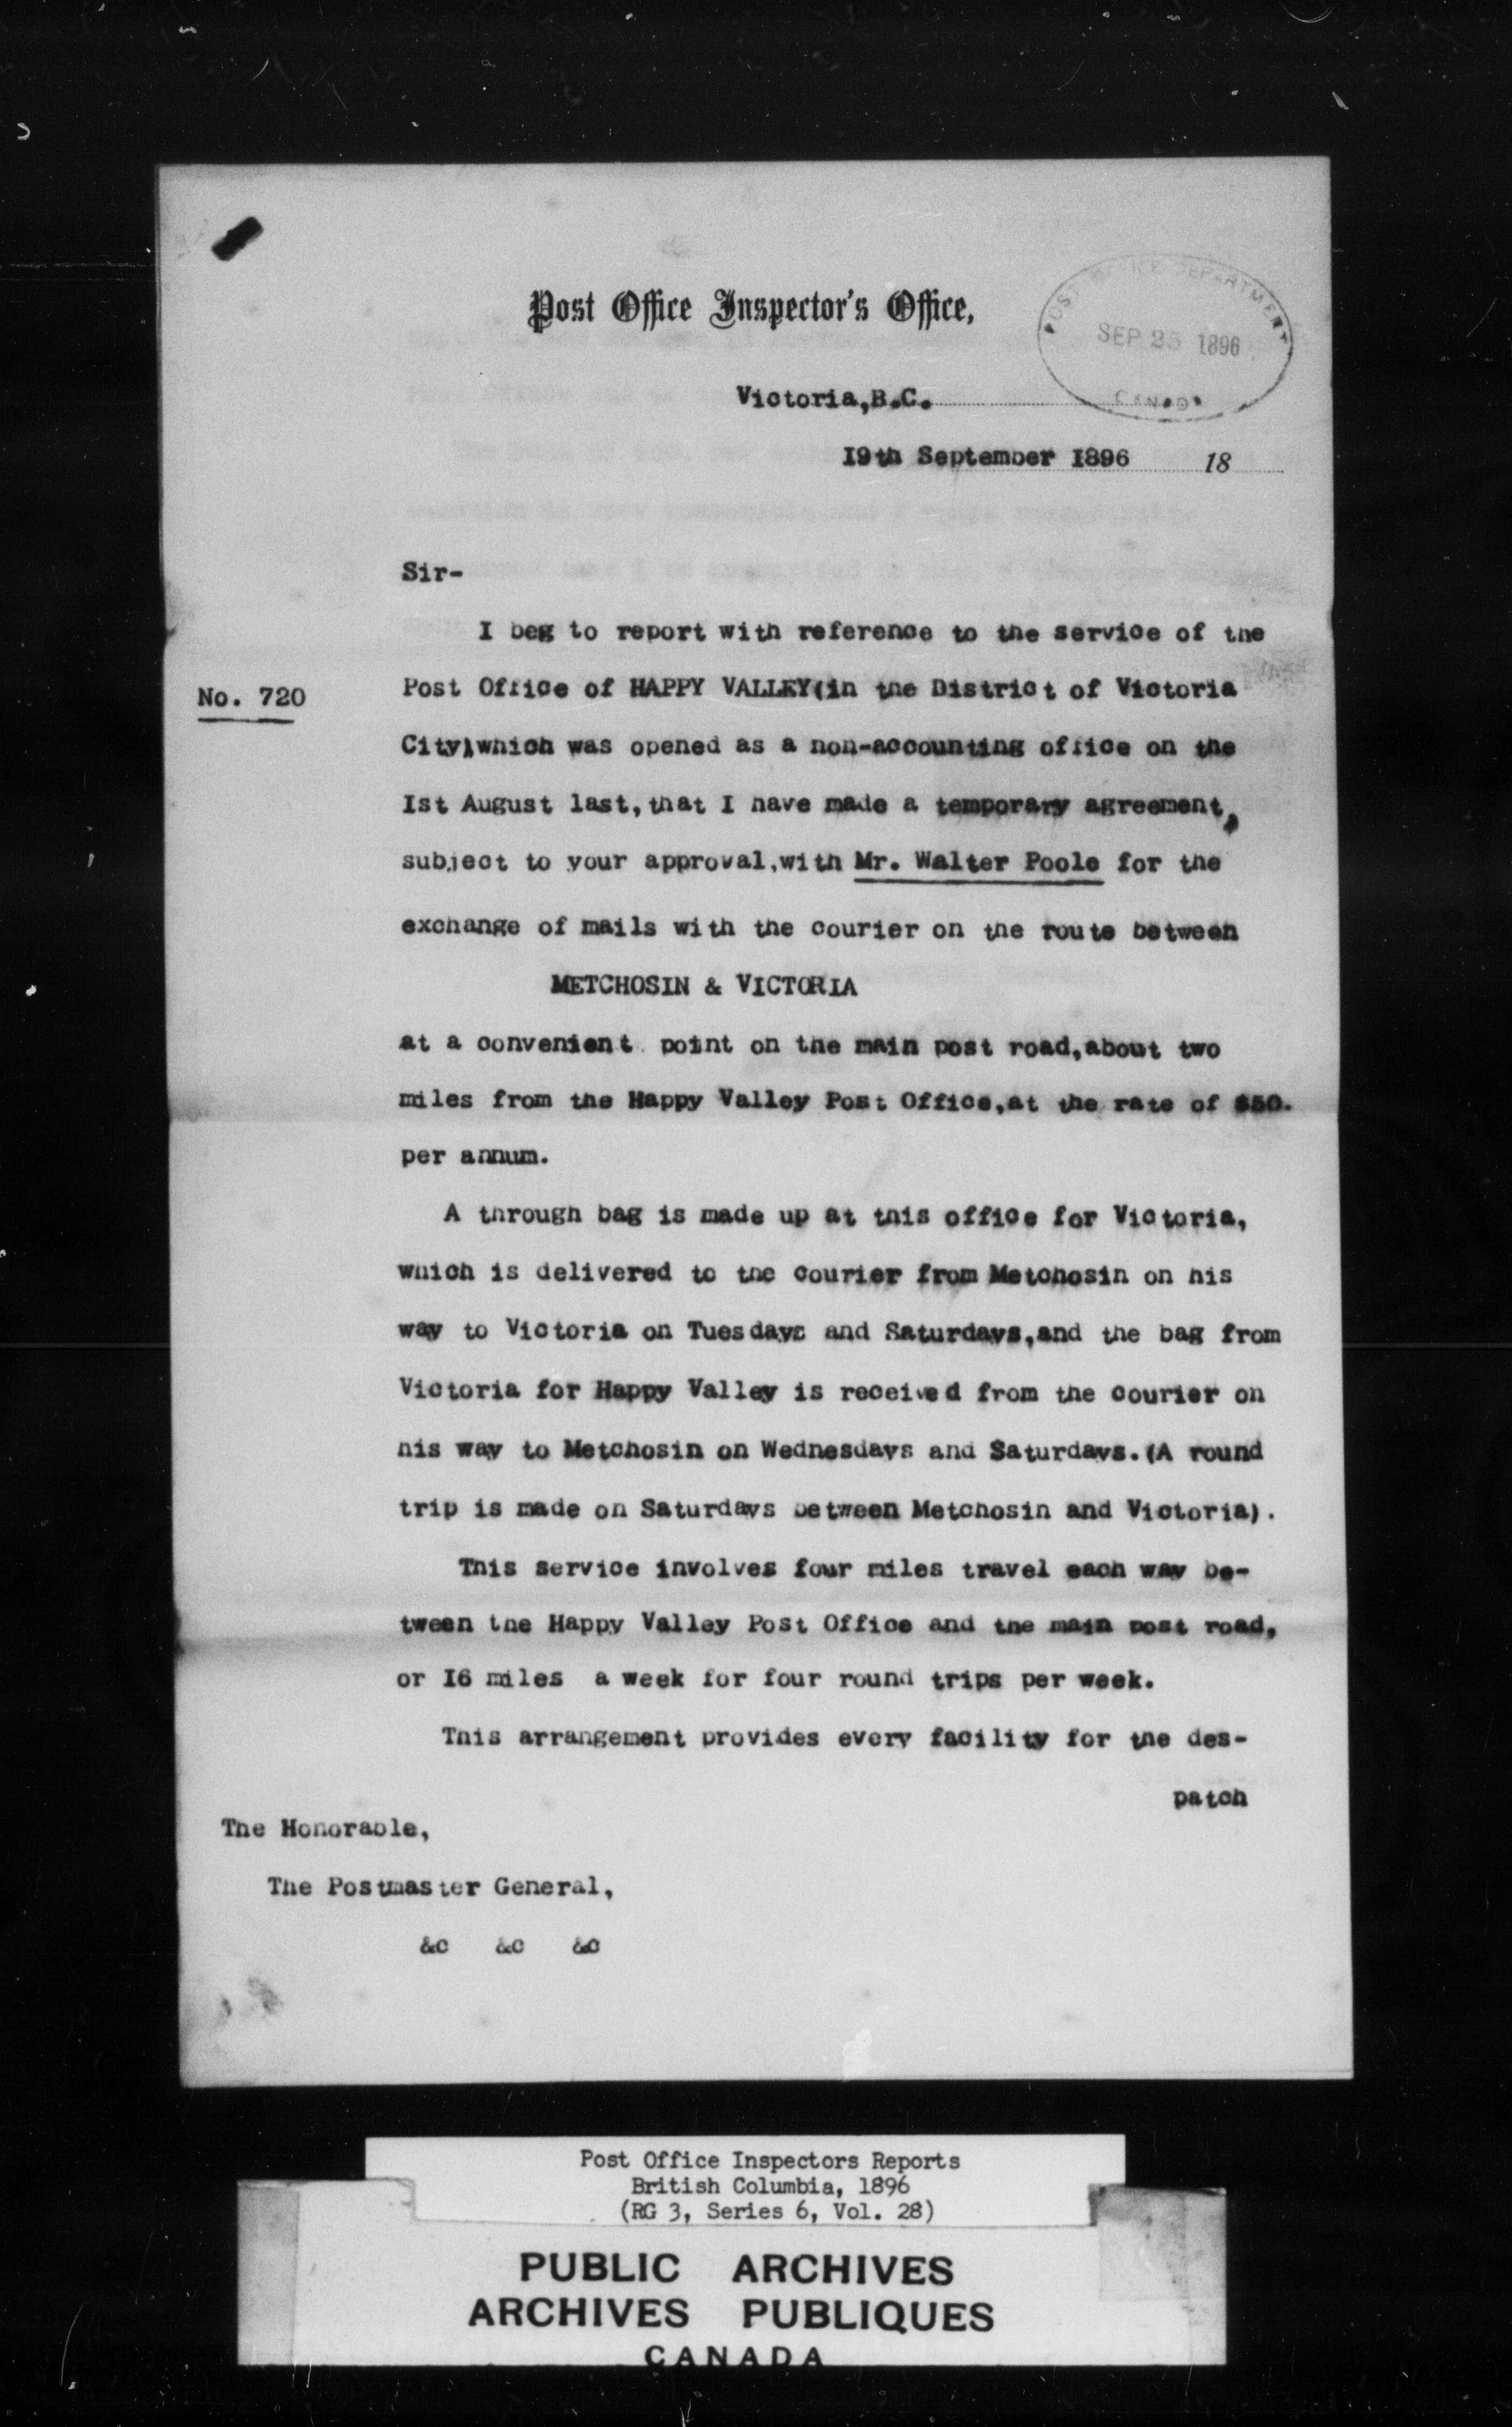 Post Office Inspector's Office,
POST OFFICE DEPARTMENT
SEP 25 1896
CANADA
Victoria,B.C.
19th September 1896 18
Sir-
I beg to report with reference to the service of the
No. 720
Post Office of HAPPY VALLEY(in the District of Victoria
City)which was opened as a non-accounting office on the
Ist August last,that I have made a temporary agreement,
subject to your approval,with Mr. Walter Poole for the
exchange of mails with the courier on the route between
METCHOSIN & VICTORIA
at a convenient point on the main post road,about two
miles from the Happy Valley Post Office,at the rate of $50.
per annum.
A through bag is made up at this office for Victoria,
which is delivered to the courier from Metchosin on his
way to Victoria on Tuesdays and Saturdays,and the bag from
Victoria for Happy Valley is received from the courier on
his way to Metchosin on Wednesdays and Saturdays.(A round
trip is made on Saturdays between Metchosin and Victoria).
This service involves four miles travel each way be-
tween the Happy Valley Post Office and the main post road,
or I6 miles a week for four round trips per week.
This arrangement provides every facility for the des-
patch
The Honorable,
The Postmaster General,
&c &c &c
Post Office Inspectors Reports
British Columbia, 1896
(RG 3, Series 6, Vol. 28)
PUBLIC ARCHIVES
ARCHIVES PUBLIQUES
CANADA